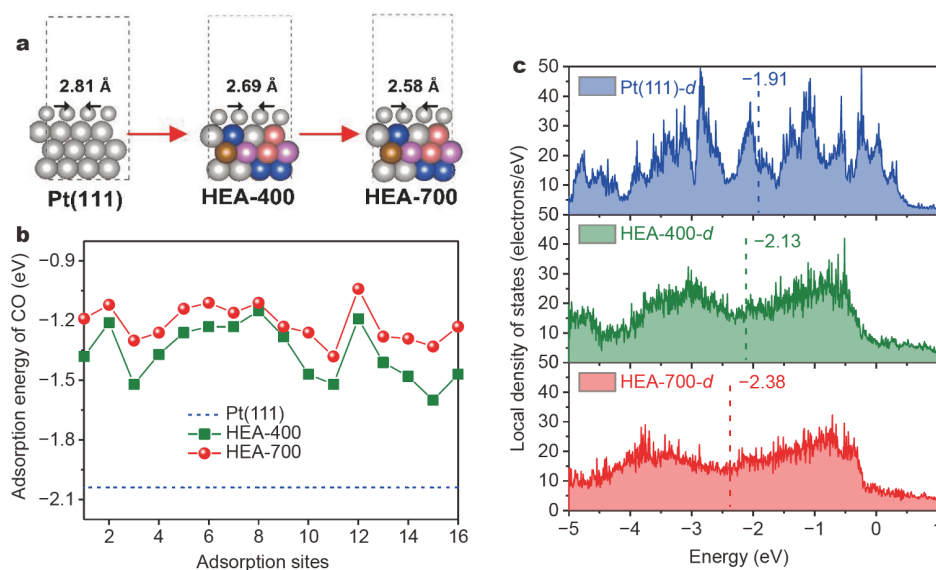 a
2.81 Å
2.69 Å
2.58 Å
Pt(111)
HEA-400
HEA-700
b
Adsorption energy of CO (eV)
−0.9
−1.2
−1.5
−1.8
−2.1
Pt(111)
HEA-400
HEA-700
2 4 6 8 10 12 14 16
Adsorption sites
c
Local density of states (electrons/eV)
50
40
30
20
10
Pt(111)-d
−1.91
50
40
30
20
10
HEA-400-d
−2.13
50
40
30
20
10
0
HEA-700-d
−2.38
−5 −4 −3 −2 −1 0 1
Energy (eV)